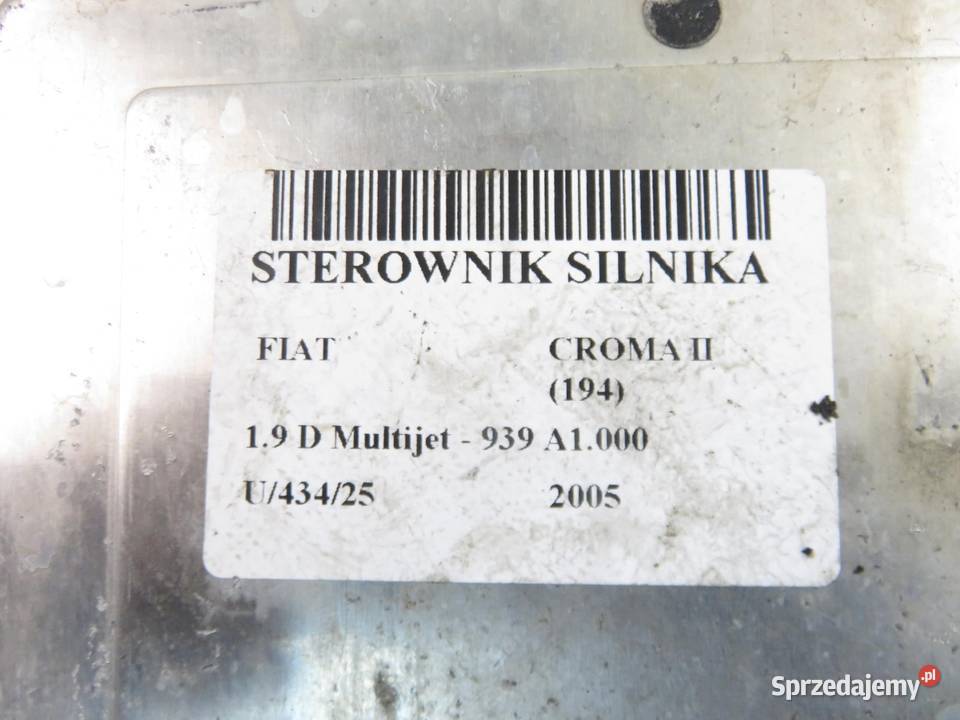 STEROWNIK SILNIKA
FIAT CROMA II
(194)
1.9 D Multijet - 939 A1.000
U/434/25 2005
Sprzedajemy.pl